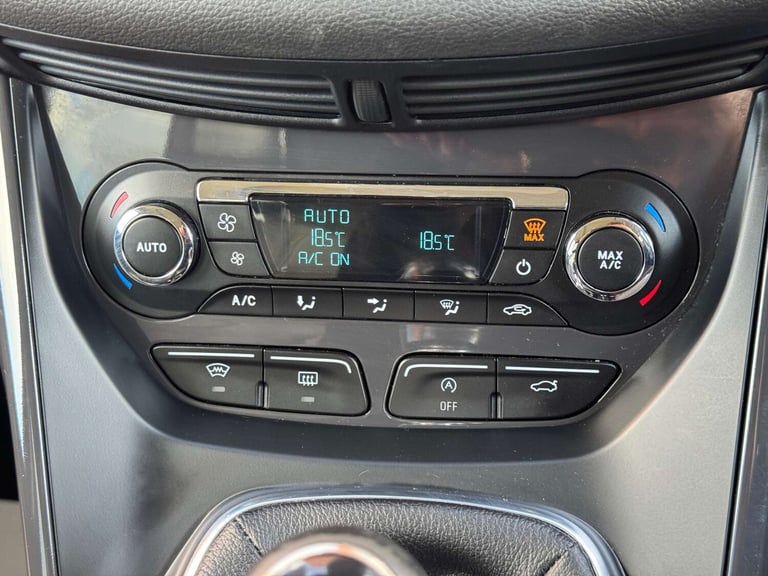 AUTO
AUTO
18.5°C
18.5°C
A/C ON
MAX
MAX
A/C
A/C
A
OFF